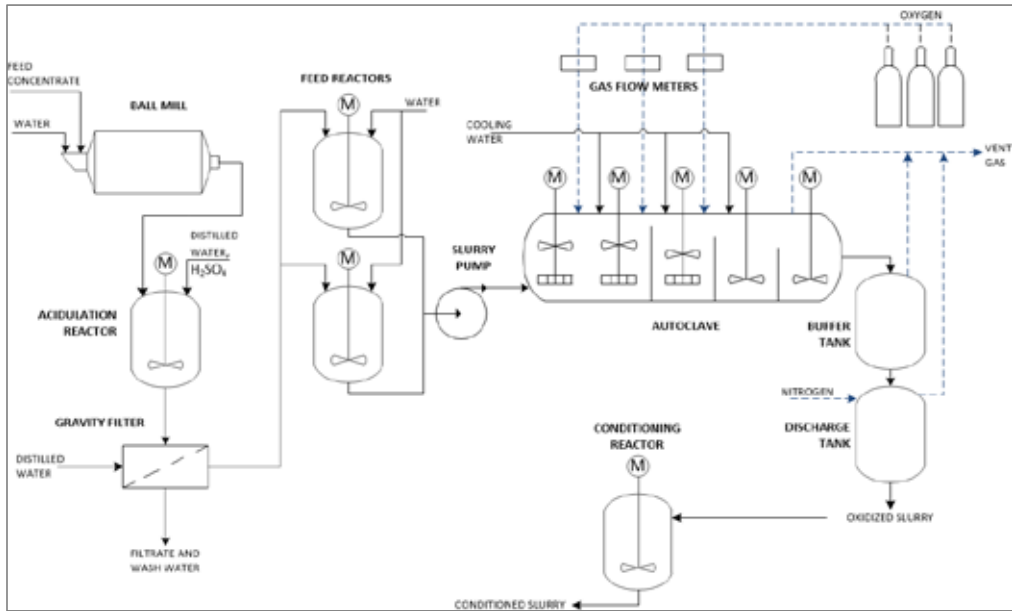 OXYGEN
FEED
CONCENTRATE
BALL MILL
FEED REACTORS
WATER
M
WATER
GAS FLOW METERS
COOLING
WATER
VENT
GAS
M
M
M
M
M
DISTILLED
WATER,
H₂SO₄
M
M
SLURRY
PUMP
ACIDULATION
REACTOR
AUTOCLAVE
BUFFER
TANK
NITROGEN
GRAVITY FILTER
CONDITIONING
REACTOR
DISCHARGE
TANK
DISTILLED
WATER
M
OXIDIZED SLURRY
FILTRATE AND
WASH WATER
CONDITIONED SLURRY